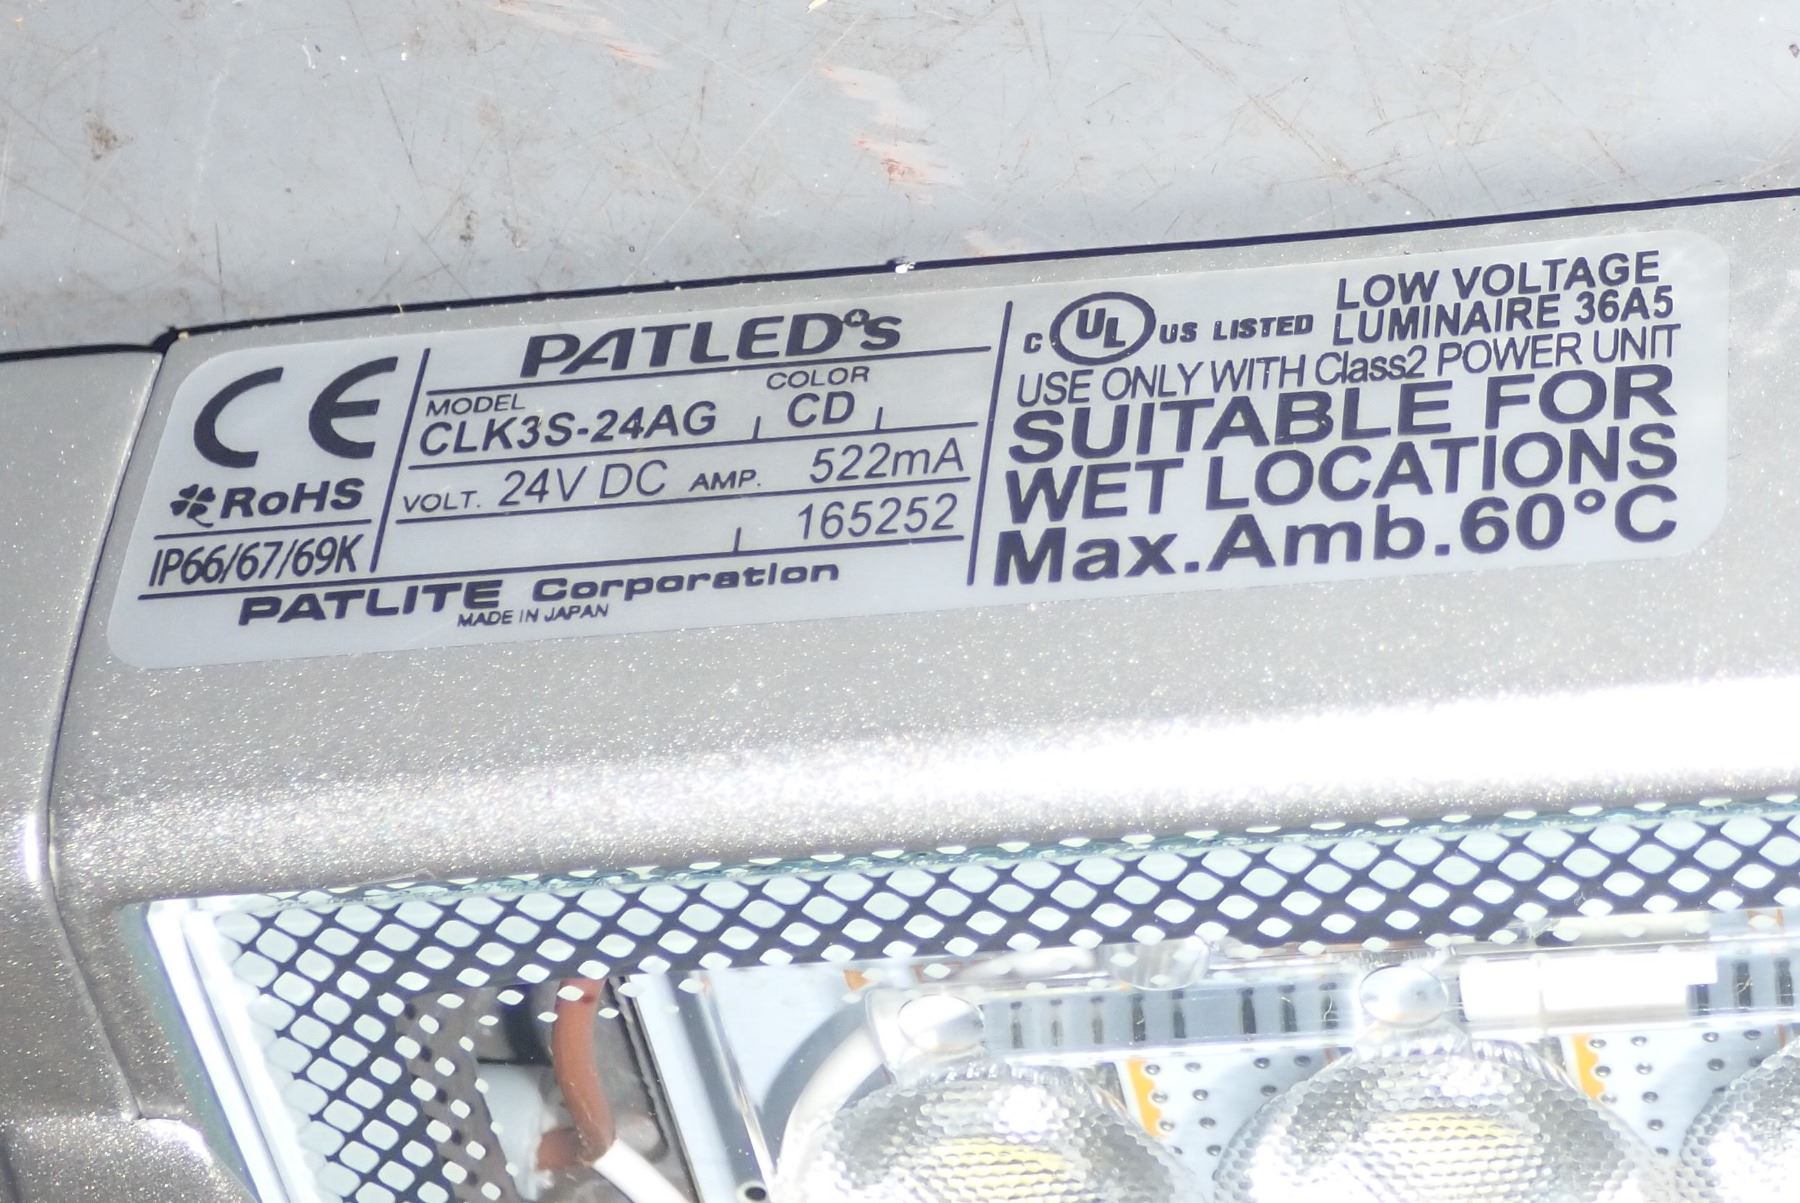 CE
RoHS
IP66/67/69K
PATLED's
MODEL COLOR
CLK3S-24AG CD
VOLT. 24V DC AMP. 522mA
165252
PATLITE Corporation
MADE IN JAPAN
C UL US LISTED
LOW VOLTAGE
LUMINAIRE 36A5
USE ONLY WITH Class2 POWER UNIT
SUITABLE FOR
WET LOCATIONS
Max.Amb.60°C